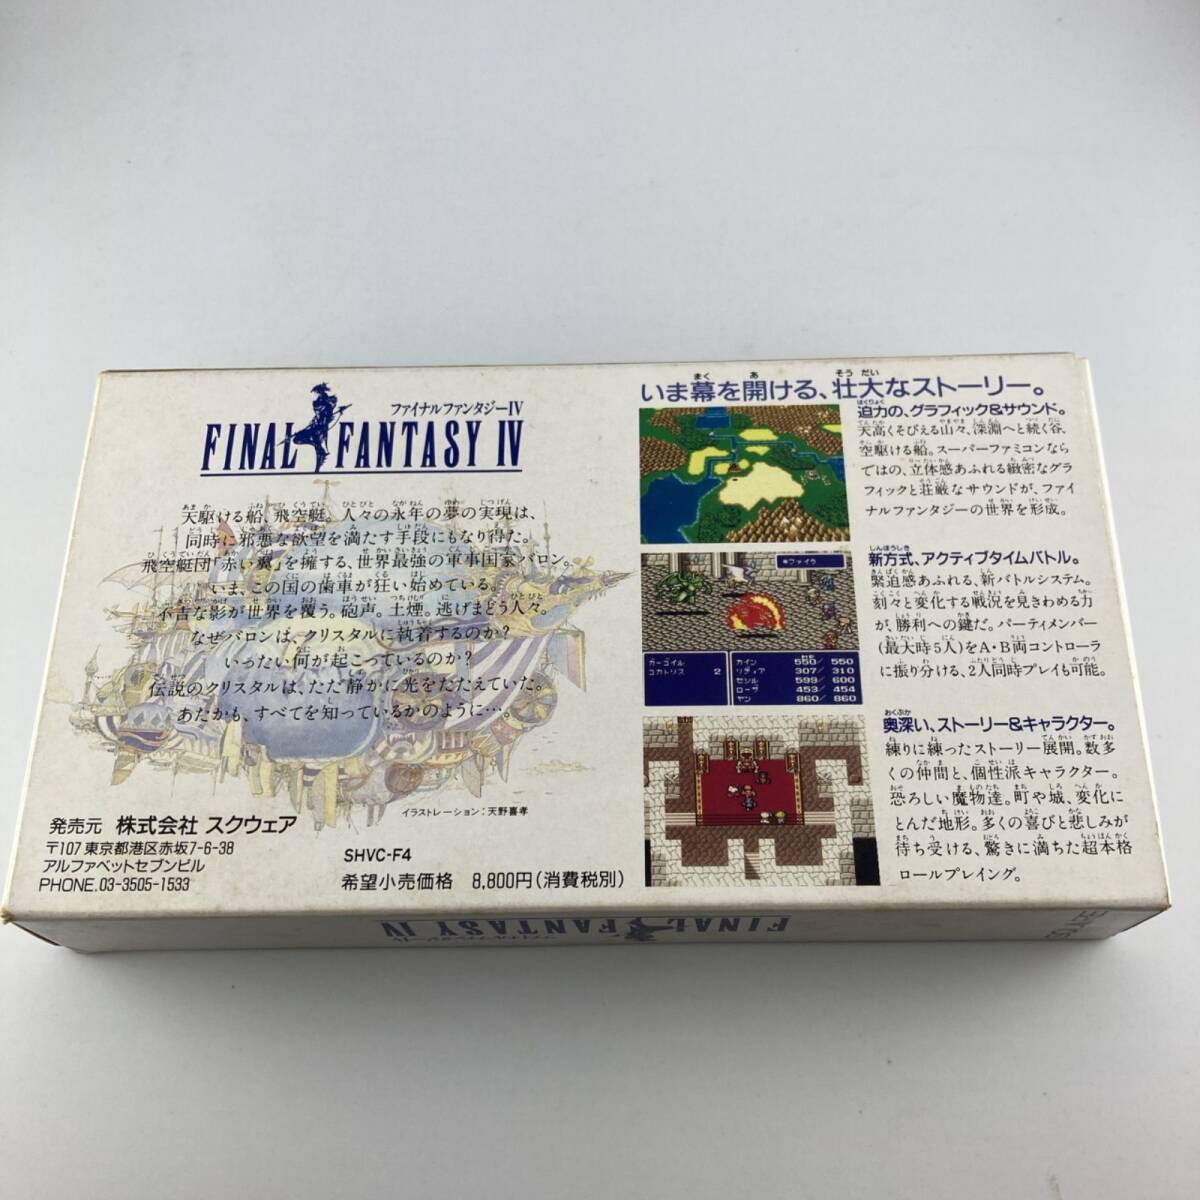 ファイナルファンタジーIV
FINAL FANTASY IV
天駆ける船、飛空艇。人々の永年の夢の実現は、
同時に邪悪な欲望を満たす手段にもなり得た。
飛空艇団「赤い翼」を擁する、世界最強の軍事国家バロン。
いま、この国の歯車が狂い始めている。
不吉な影が世界を覆う。砲声。土煙。逃げまどう人々。
なぜバロンは、クリスタルに執着するのか？
いったい何が起こっているのか？
伝説のクリスタルは、ただ静かに光をたたえていた。
あたかも、すべてを知っているかのように…。
イラストレーション：天野喜孝
発売元 株式会社 スクウェア
〒107 東京都港区赤坂7-6-38
アルファベットセブンビル
PHONE.03-3505-1533
SHVC-F4
希望小売価格 8,800円(消費税別)
いま幕を開ける、壮大なストーリー。
迫力の、グラフィック&サウンド。
天高くそびえる山々、深淵へと続く谷、
空駆ける船。スーパーファミコンなら
ではの、立体感あふれる緻密なグラ
フィックと荘厳なサウンドが、ファイ
ナルファンタジーの世界を形成。
ファイラ
ガーゴイル
コカトリス 2
カイン 550/ 550
リディア 307/ 310
セシル 599/ 600
ローザ 453/ 454
ヤン 860/ 860
新方式、アクティブタイムバトル。
緊迫感あふれる、新バトルシステム。
刻々と変化する戦況を見きわめる力
が、勝利への鍵だ。パーティメンバー
(最大時5人)をA・B両コントローラ
に振り分ける、2人同時プレイも可能。
奥深い、ストーリー&キャラクター。
練りに練ったストーリー展開。数多
くの仲間と、個性派キャラクター。
恐ろしい魔物達。町や城、変化に
とんだ地形。多くの喜びと悲しみが
待ち受ける、驚きに満ちた超本格
ロールプレイング。
FINAL FANTASY IV
ファイナルファンタジーIV